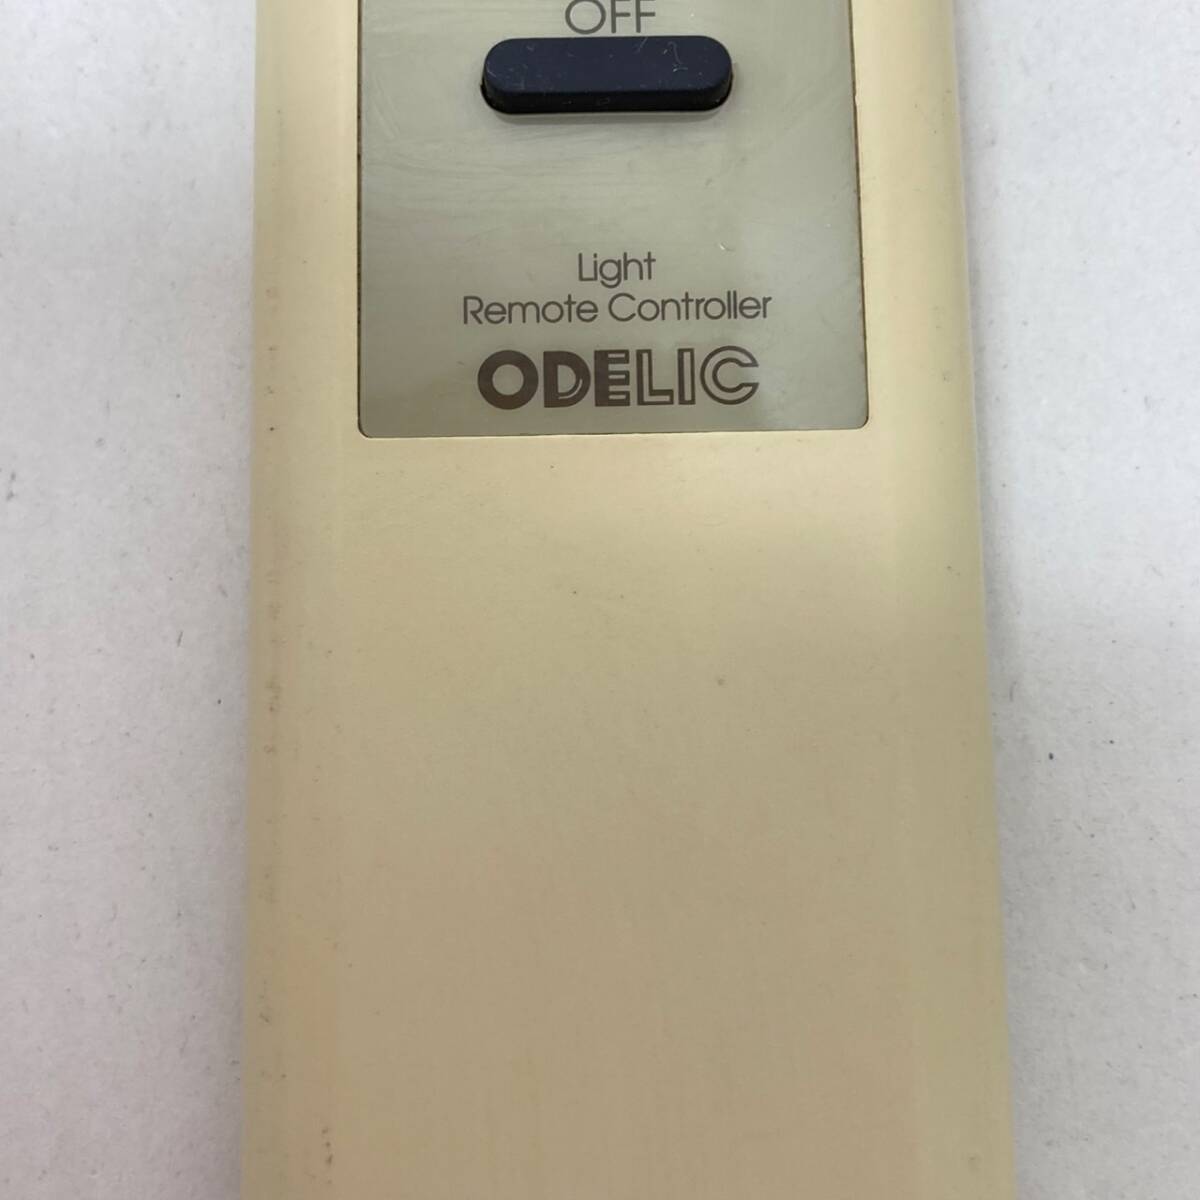 OFF
Light
Remote Controller
ODELIC